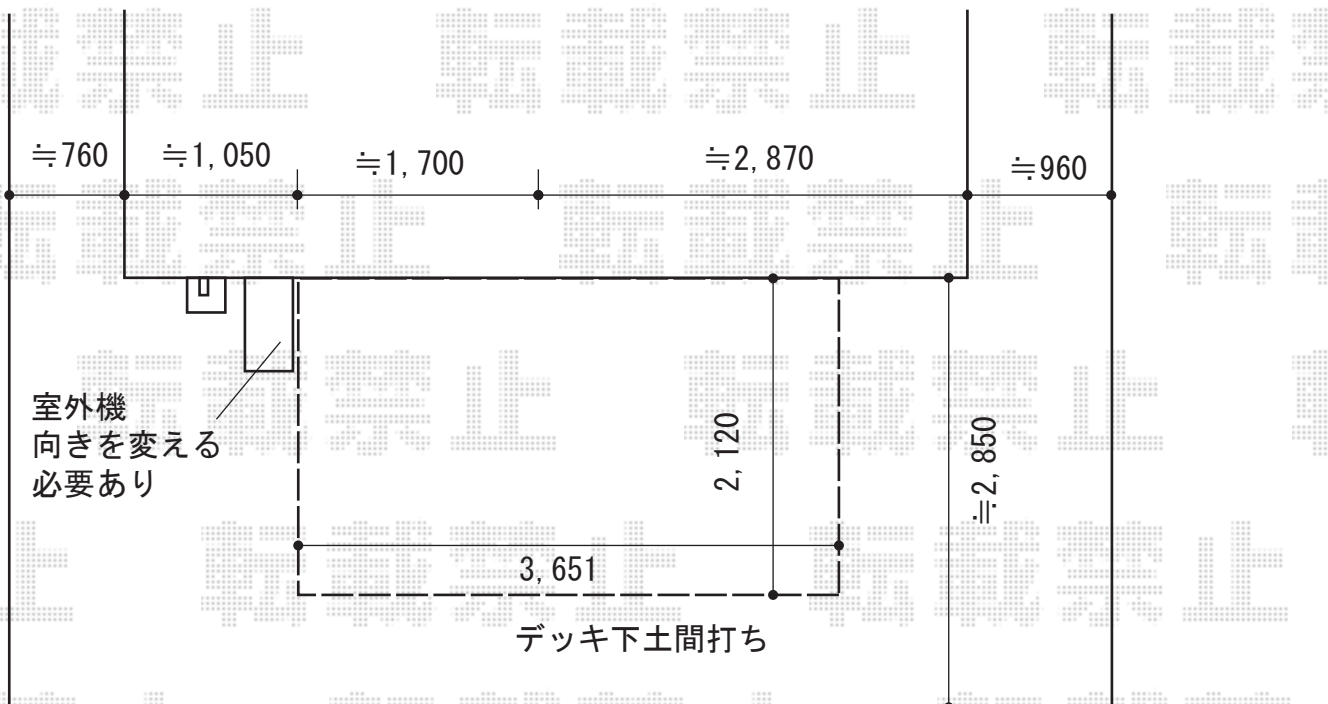 ≒760
≒1,050
≒1,700
≒2,870
≒960
室外機
向きを変える
必要あり
2,120
≒2,850
3,651
デッキ下土間打ち
転載禁止